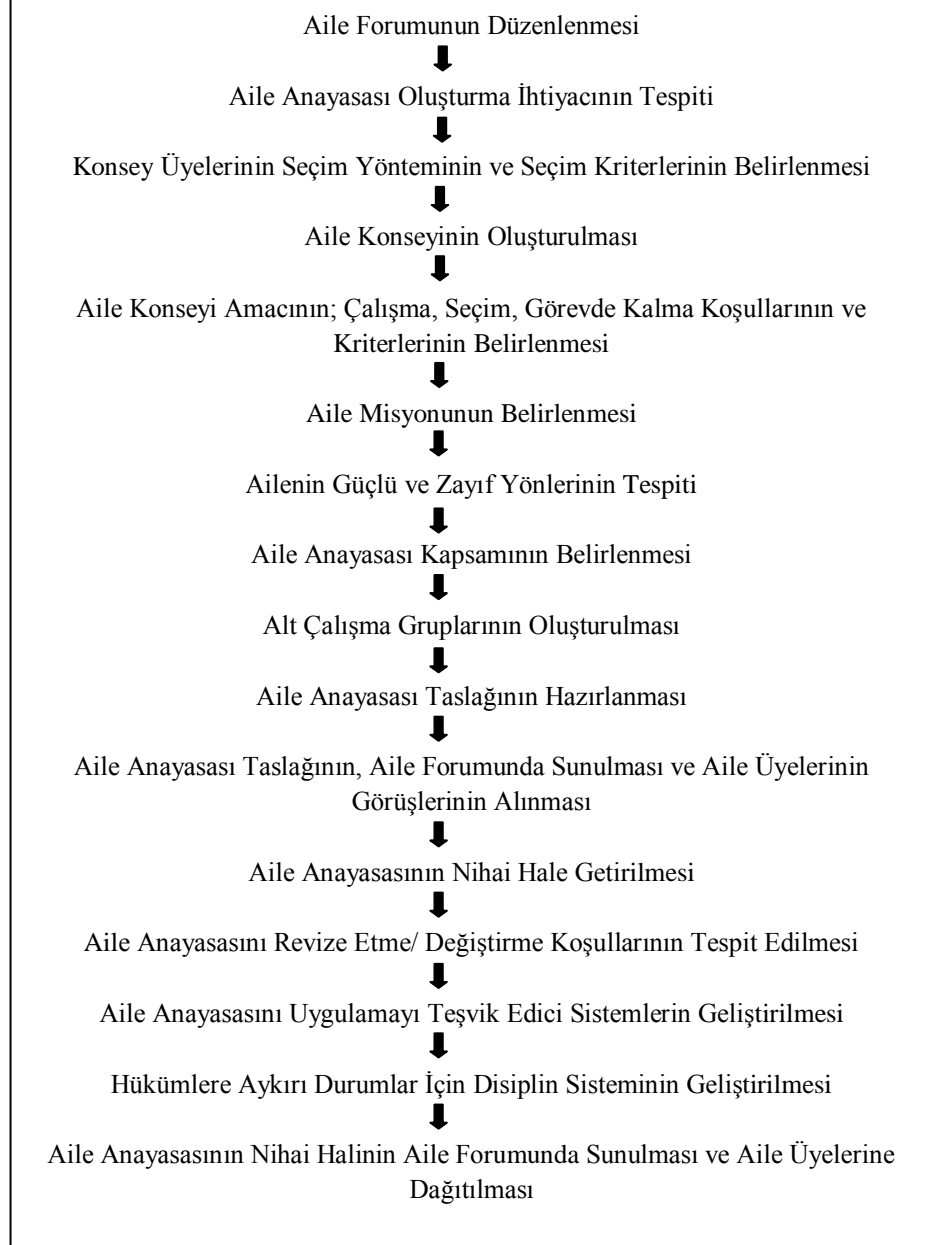 Aile Forumunun Düzenlenmesi
Aile Anayasası Oluşturma İhtiyacının Tespiti
Konsey Üyelerinin Seçim Yönteminin ve Seçim Kriterlerinin Belirlenmesi
Aile Konseyinin Oluşturulması
Aile Konseyi Amacının; Çalışma, Seçim, Görevde Kalma Koşullarının ve
Kriterlerinin Belirlenmesi
Aile Misyonunun Belirlenmesi
Ailenin Güçlü ve Zayıf Yönlerinin Tespiti
Aile Anayasası Kapsamının Belirlenmesi
Alt Çalışma Gruplarının Oluşturulması
Aile Anayasası Taslağının Hazırlanması
Aile Anayasası Taslağının, Aile Forumunda Sunulması ve Aile Üyelerinin
Görüşlerinin Alınması
Aile Anayasasının Nihai Hale Getirilmesi
Aile Anayasasını Revize Etme/ Değiştirme Koşullarının Tespit Edilmesi
Aile Anayasasını Uygulamayı Teşvik Edici Sistemlerin Geliştirilmesi
Hükümlere Aykırı Durumlar İçin Disiplin Sisteminin Geliştirilmesi
Aile Anayasasının Nihai Halinin Aile Forumunda Sunulması ve Aile Üyelerine
Dağıtılması